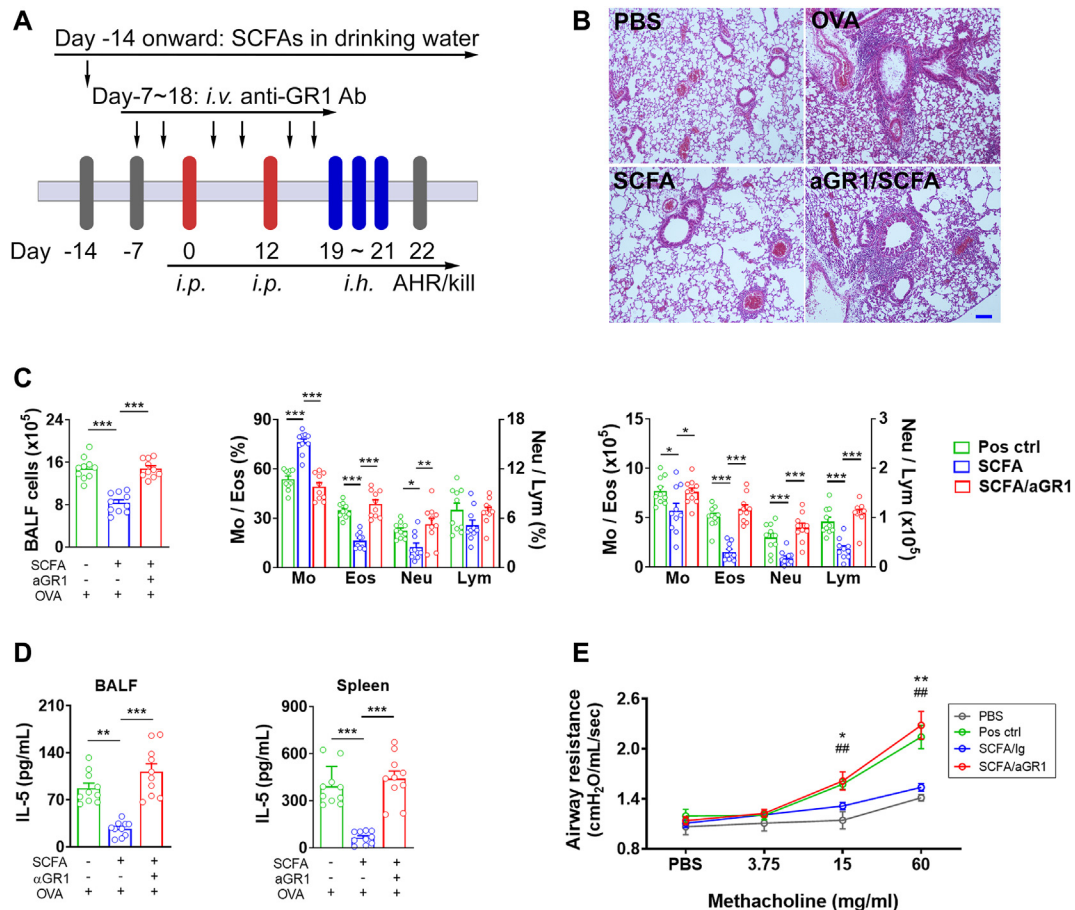 A
Day -14 onward: SCFAs in drinking water
Day-7~18: i.v. anti-GR1 Ab
Day -14 -7 0 12 19 ~ 21 22
i.p. i.p. i.h. AHR/kill
B
PBS
OVA
SCFA
aGR1/SCFA
C
BALF cells (x10⁵)
24
16
8
0
*** ***
SCFA - + +
aGR1 - - +
OVA + + +
Mo / Eos (%)
90
60
30
0
Neu / Lym (%)
18
12
6
0
*** ***
*** ***
* **
Mo Eos Neu Lym
Mo / Eos (x10⁵)
10
8
6
4
2
0
Neu / Lym (x10⁵)
3
2
1
0
* *
*** ***
*** ***
*** ***
Mo Eos Neu Lym
Pos ctrl
SCFA
SCFA/aGR1
D
BALF
IL-5 (pg/mL)
210
140
70
0
** ***
SCFA - + +
αGR1 - - +
OVA + + +
Spleen
IL-5 (pg/mL)
900
600
300
0
*** ***
SCFA - + +
aGR1 - - +
OVA + + +
E
Airway resistance
(cmH₂O/mL/sec)
2.6
2.0
1.4
0.8
*
##
**
##
PBS 3.75 15 60
Methacholine (mg/ml)
PBS
Pos ctrl
SCFA/Ig
SCFA/aGR1